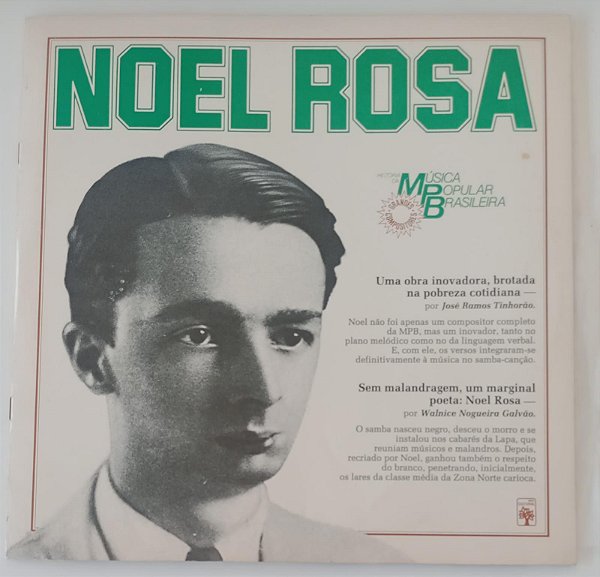 NOEL ROSA
HISTÓRIA DA
MÚSICA
POPULAR
BRASILEIRA
GRANDES
COMPOSITORES
Uma obra inovadora, brotada
na pobreza cotidiana —
por José Ramos Tinhorão.
Noel não foi apenas um compositor completo
da MPB, mas um inovador, tanto no
plano melódico como no da linguagem verbal.
E, com ele, os versos integraram-se
definitivamente à música no samba-canção.
Sem malandragem, um marginal
poeta: Noel Rosa —
por Walnice Nogueira Galvão.
O samba nasceu negro, desceu o morro e se
instalou nos cabarés da Lapa, que
reuniam músicos e malandros. Depois,
recriado por Noel, ganhou também o respeito
do branco, penetrando, inicialmente,
os lares da classe média da Zona Norte carioca.